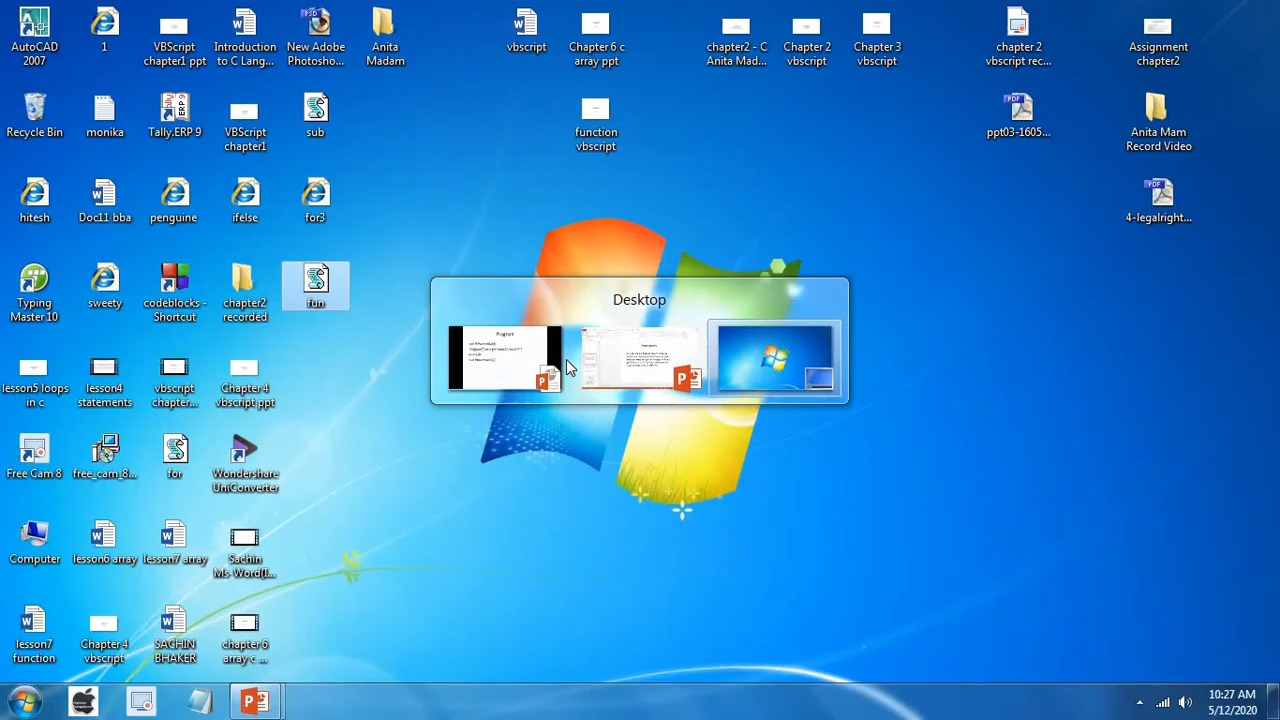 AutoCAD
2007
1
VBScript
chapter1 ppt
Introduction
to C Lang...
New Adobe
Photosho...
Anita
Madam
vbscript
Chapter 6 c
array ppt
chapter2 - C
Anita Mad...
Chapter 2
vbscript
Chapter 3
vbscript
chapter 2
vbscript rec...
Assignment
chapter2
Recycle Bin
monika
Tally.ERP 9
VBScript
chapter1
sub
function
vbscript
ppt03-1605...
Anita Mam
Record Video
hitesh
Doc11 bba
penguine
ifelse
for3
4-legalright...
Typing
Master 10
sweety
codeblocks -
Shortcut
chapter2
recorded
fun
Desktop
Program
lesson5 loops
in c
lesson4
statements
vbscript
chapter...
Chapter 4
vbscript ppt
Free Cam 8
free_cam_8...
for
Wondershare
UniConverter
Computer
lesson6 array
lesson7 array
Sachin
Ms-Word(I...
lesson7
function
Chapter 4
vbscript
SACHIN
BHAKER
chapter 6
array c ...
10:27 AM
5/12/2020